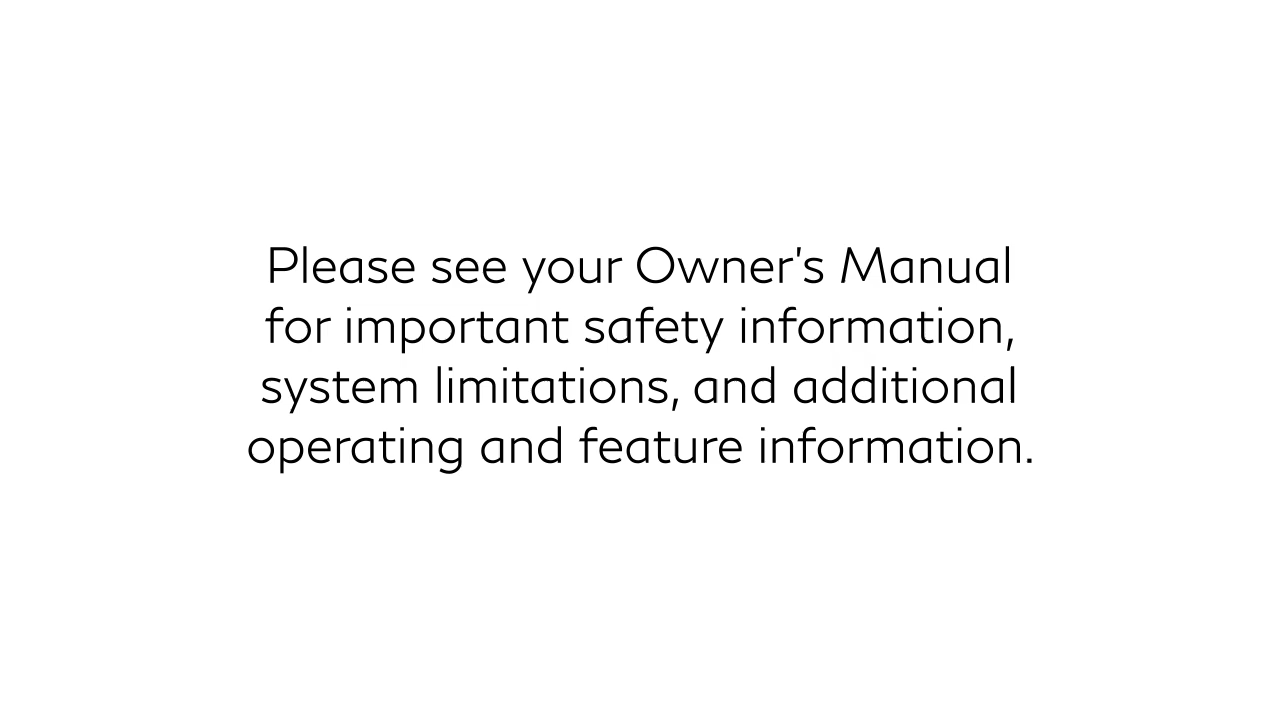 Please see your Owner's Manual
for important safety information,
system limitations, and additional
operating and feature information.